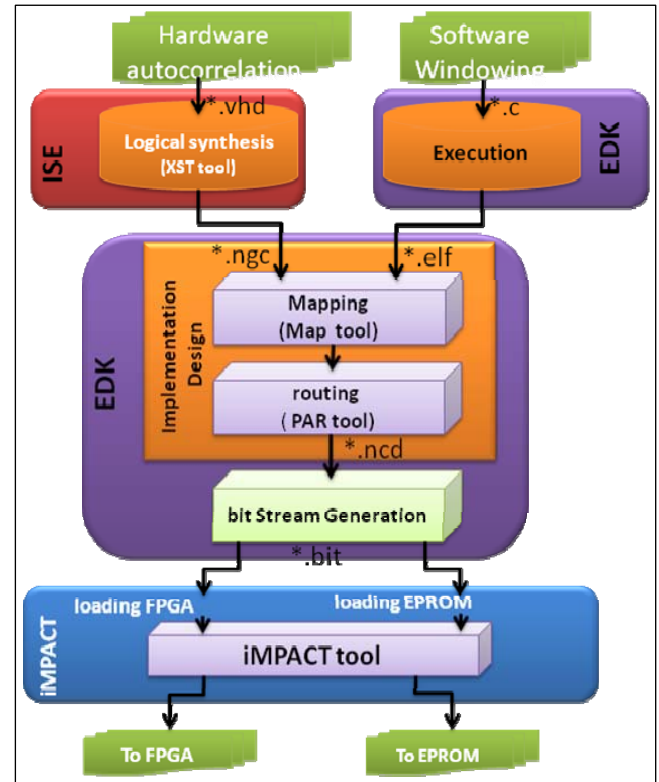 Hardware
autocorrelation
Software
Windowing
*.vhd
*.c
ISE
Logical synthesis
(XST tool)
Execution
EDK
*.ngc
*.elf
EDK
Implementation
Design
Mapping
(Map tool)
routing
( PAR tool)
*.ncd
bit Stream Generation
*.bit
loading FPGA
loading EPROM
iMPACT
iMPACT tool
To FPGA
To EPROM